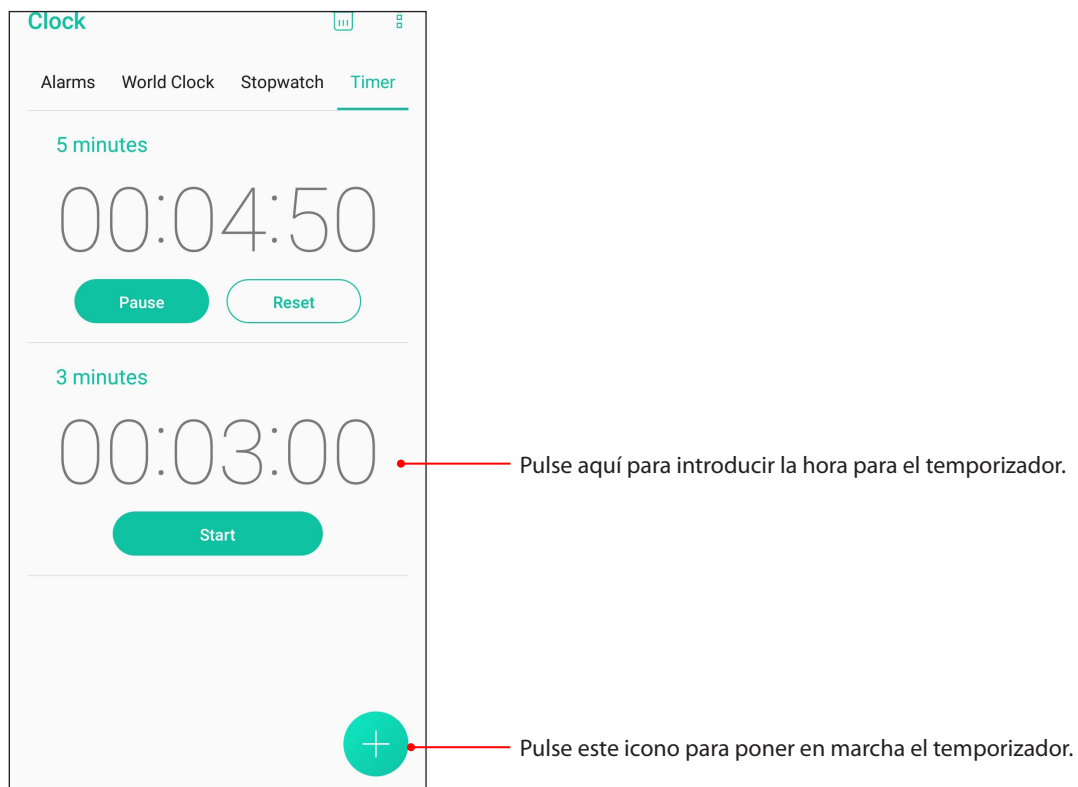 Clock
Alarms World Clock Stopwatch Timer
5 minutes
00:04:50
Pause Reset
3 minutes
00:03:00
Pulse aquí para introducir la hora para el temporizador.
Start
Pulse este icono para poner en marcha el temporizador.